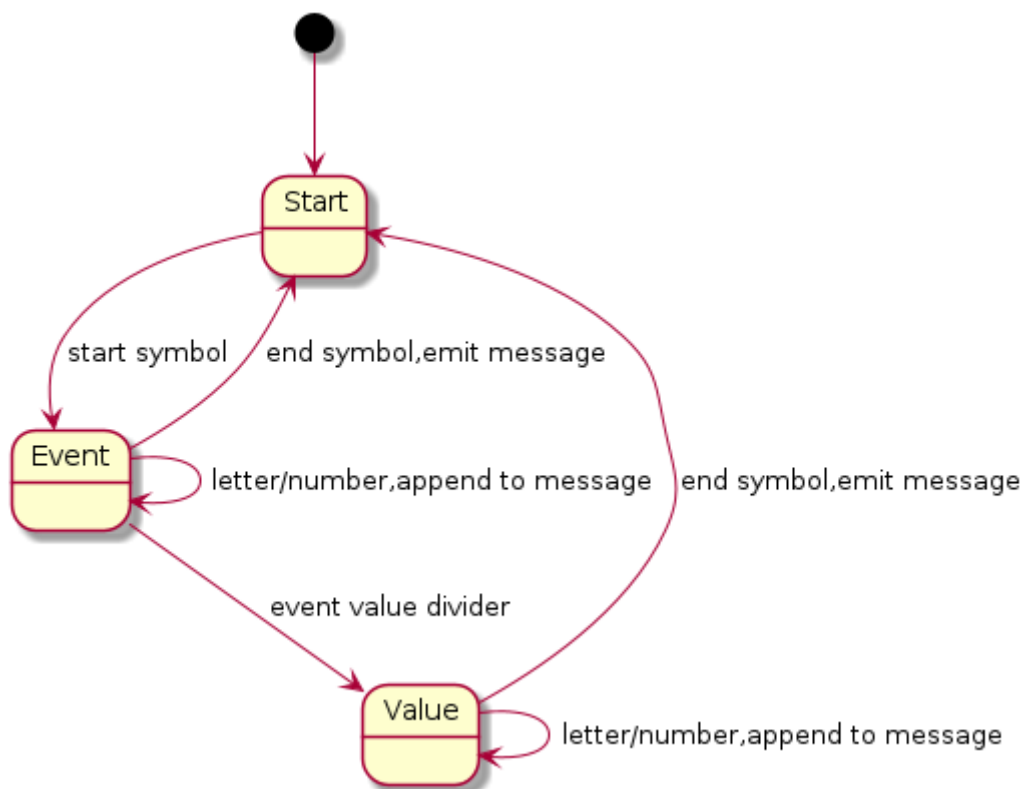 Start
start symbol
end symbol,emit message
Event
letter/number,append to message
end symbol,emit message
event value divider
Value
letter/number,append to message